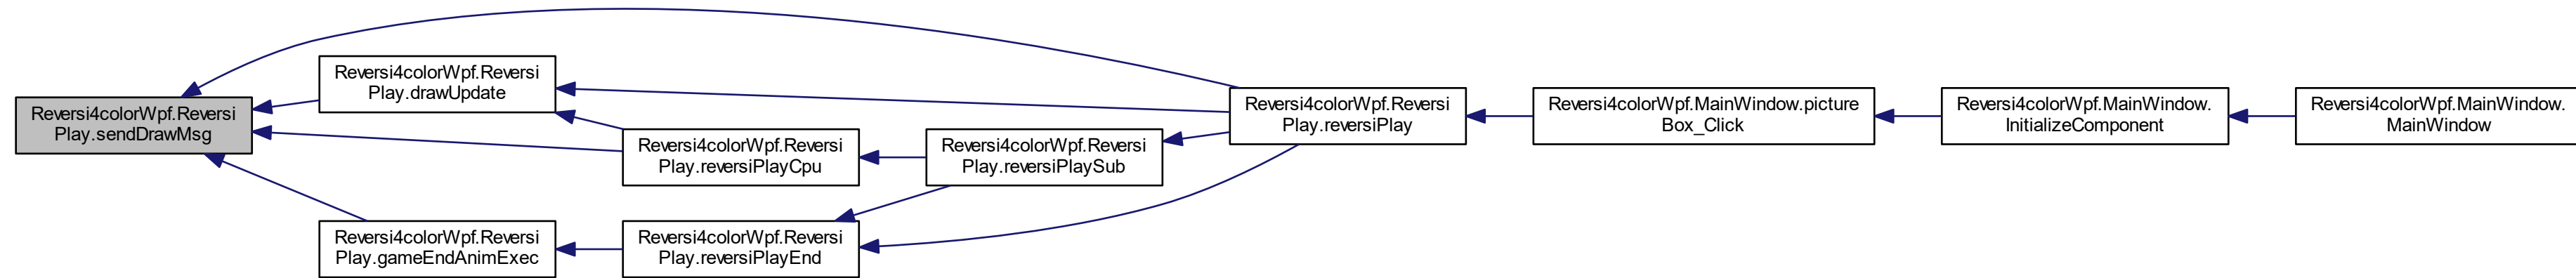 Reversi4colorWpf.Reversi
Play.sendDrawMsg
Reversi4colorWpf.Reversi
Play.drawUpdate
Reversi4colorWpf.Reversi
Play.gameEndAnimExec
Reversi4colorWpf.Reversi
Play.reversiPlayCpu
Reversi4colorWpf.Reversi
Play.reversiPlayEnd
Reversi4colorWpf.Reversi
Play.reversiPlaySub
Reversi4colorWpf.Reversi
Play.reversiPlay
Reversi4colorWpf.MainWindow.picture
Box_Click
Reversi4colorWpf.MainWindow.
InitializeComponent
Reversi4colorWpf.MainWindow.
MainWindow